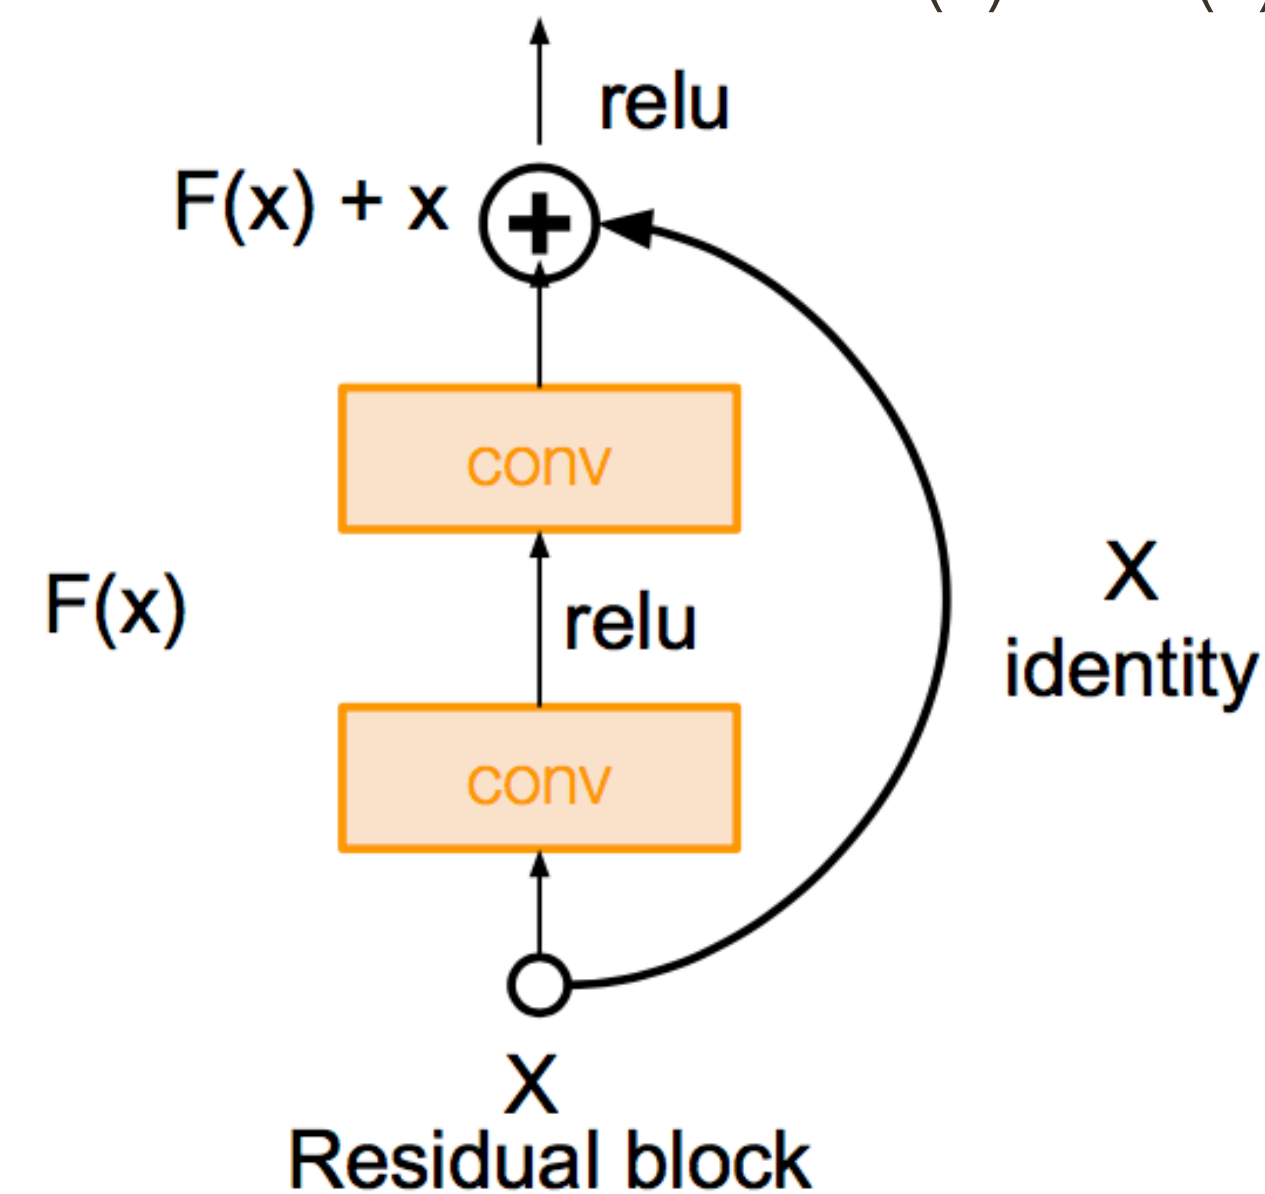 relu
F(x) + x
conv
F(x)
relu
X
identity
conv
X
Residual block